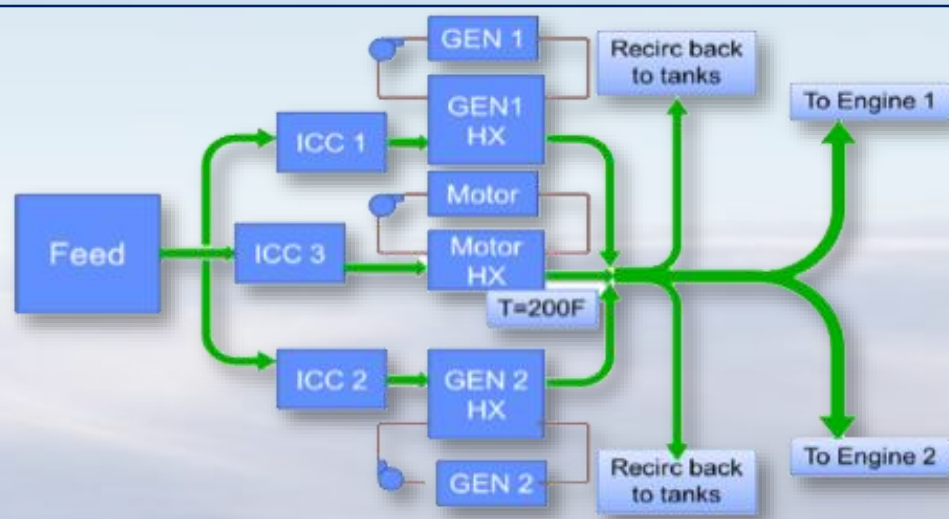 GEN 1
Recirc back
to tanks
To Engine 1
ICC 1
GEN1
HX
Motor
Feed
ICC 3
Motor
HX
T=200F
ICC 2
GEN 2
HX
GEN 2
Recirc back
to tanks
To Engine 2